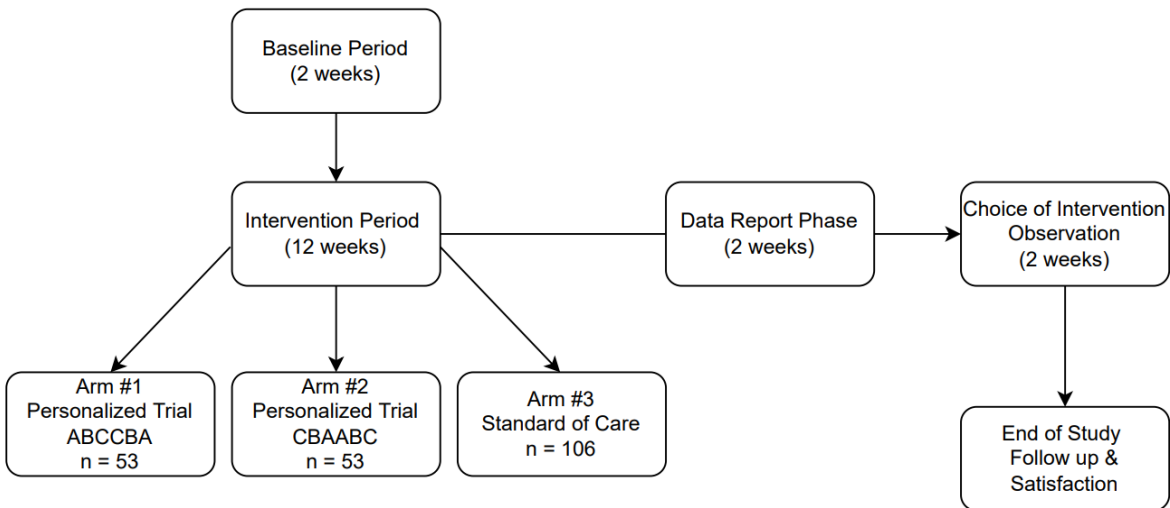 Baseline Period
(2 weeks)
Intervention Period
(12 weeks)
Data Report Phase
(2 weeks)
Choice of Intervention
Observation
(2 weeks)
Arm #1
Personalized Trial
ABCCBA
n = 53
Arm #2
Personalized Trial
CBAABC
n = 53
Arm #3
Standard of Care
n = 106
End of Study
Follow up &
Satisfaction